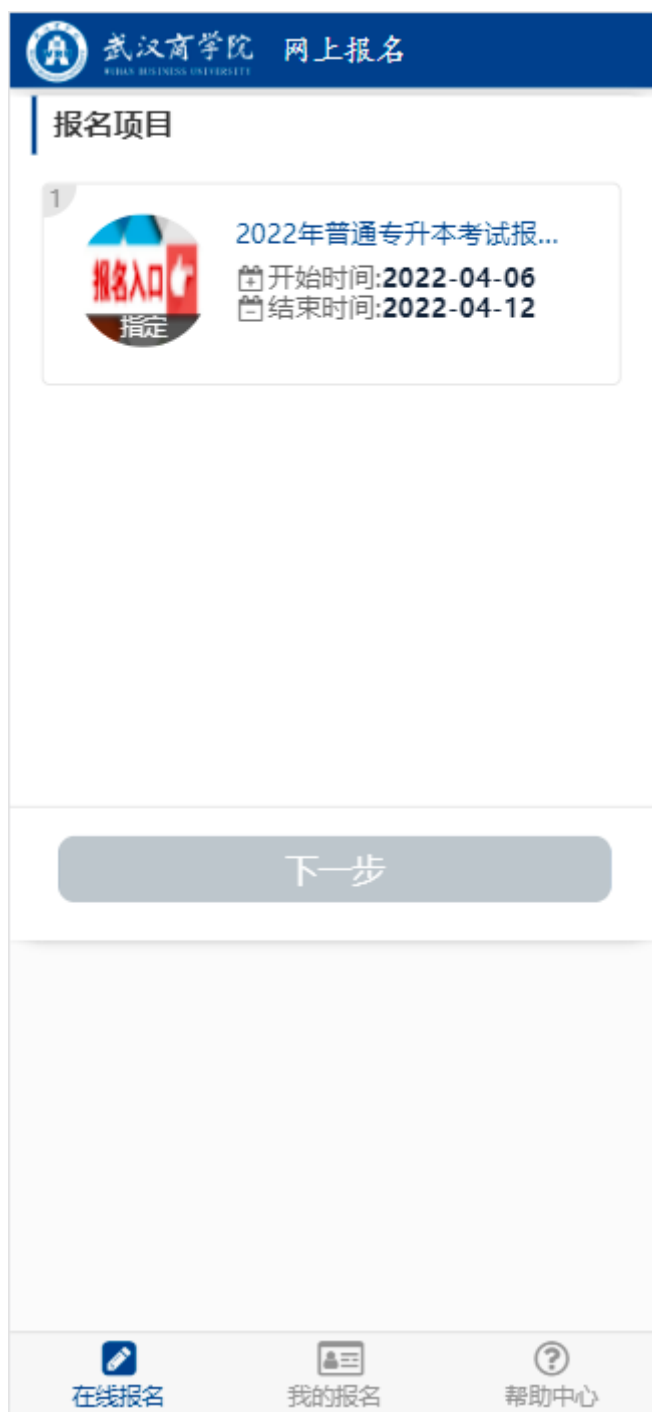 武汉商学院 网上报名
WUHAN BUSINESS UNIVERSITY
报名项目
1
报名入口
指定
2022年普通专升本考试报...
开始时间:2022-04-06
结束时间:2022-04-12
下一步
在线报名 我的报名 帮助中心